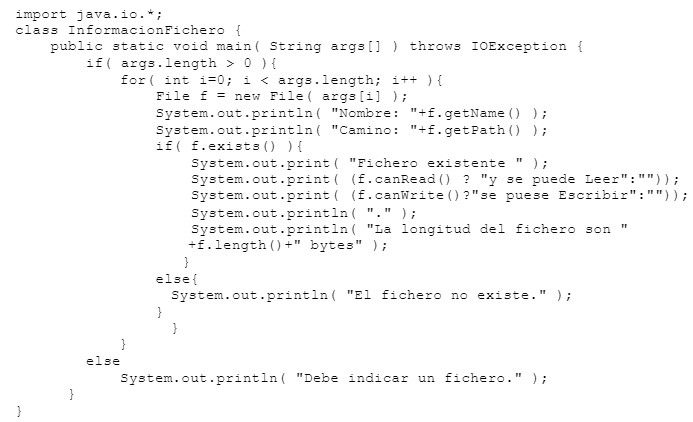 import java.io.*;
class InformacionFichero {
    public static void main( String args[] ) throws IOException {
        if( args.length > 0 ){
            for( int i=0; i < args.length; i++ ){
                File f = new File( args[i] );
                System.out.println( "Nombre: "+f.getName() );
                System.out.println( "Camino: "+f.getPath() );
                if( f.exists() ){
                    System.out.print( "Fichero existente " );
                    System.out.print( (f.canRead() ? "y se puede Leer":""));
                    System.out.print( (f.canWrite()?"se puese Escribir":""));
                    System.out.println( "." );
                    System.out.println( "La longitud del fichero son "
                    +f.length()+" bytes" );
                    }
                else{
                  System.out.println( "El fichero no existe." );
                }
                  }
            }
        else
            System.out.println( "Debe indicar un fichero." );
      }
}